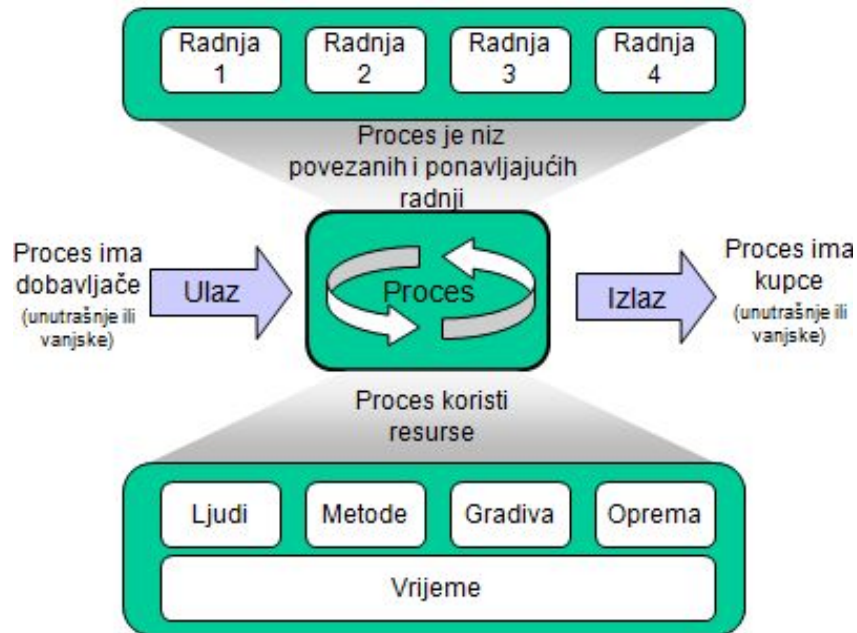 Radnja
1
Radnja
2
Radnja
3
Radnja
4
Proces je niz
povezanih i ponavljajućih
radnji
Proces ima
dobavljače
(unutrašnje ili
vanjske)
Ulaz
Proces
Izlaz
Proces ima
kupce
(unutrašnje ili
vanjske)
Proces koristi
resurse
Ljudi
Metode
Gradiva
Oprema
Vrijeme